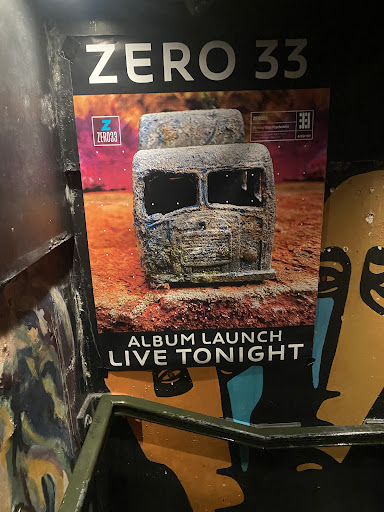 ZERO 33
Z
ZERO33
ALBUM LAUNCH
LIVE TONIGHT